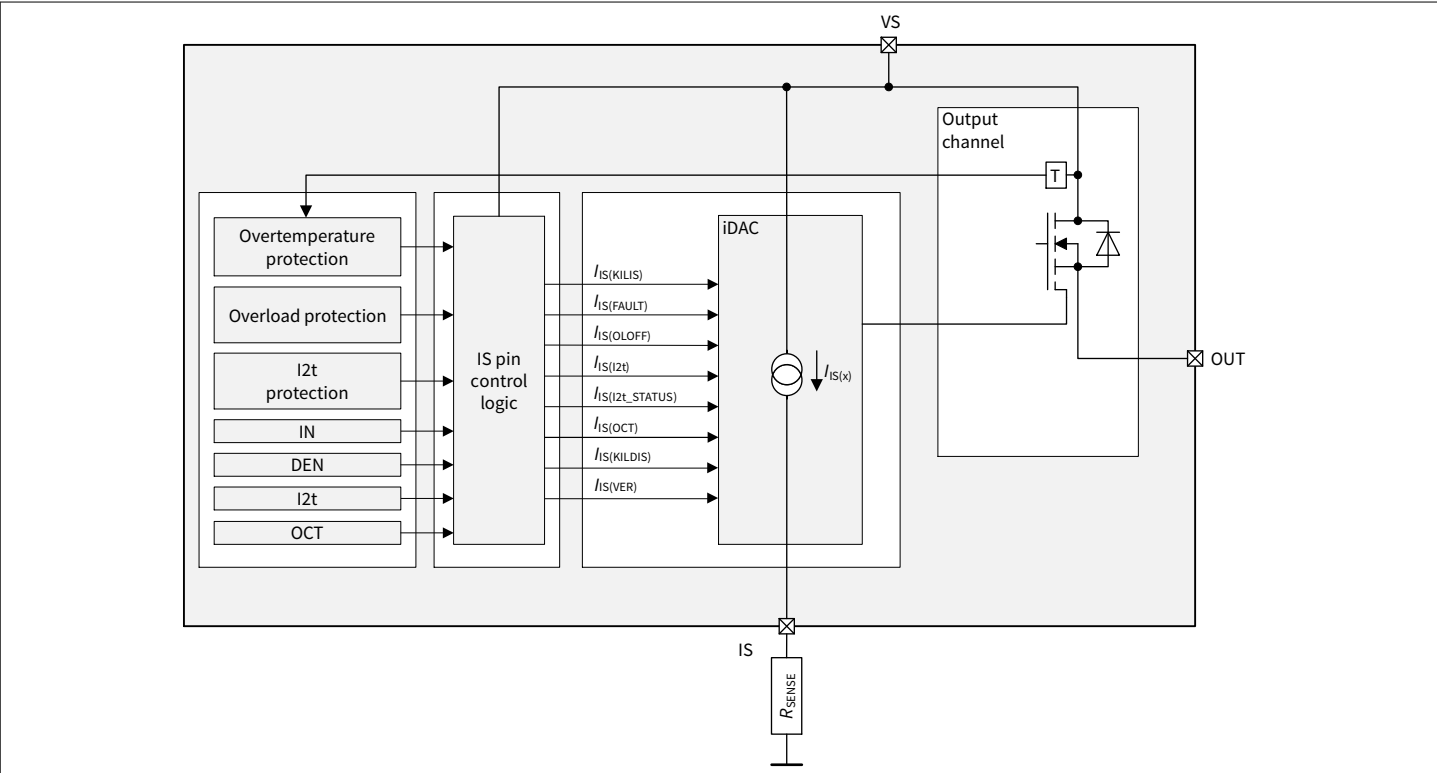 VS
Output
channel
T
Overtemperature
protection
Overload protection
I2t
protection
IN
DEN
I2t
OCT
IS pin
control
logic
IIS(KILIS)
IIS(FAULT)
IIS(OLOFF)
IIS(I2t)
IIS(I2t_STATUS)
IIS(OCT)
IIS(KILDIS)
IIS(VER)
iDAC
IIS(x)
OUT
IS
RSENSE